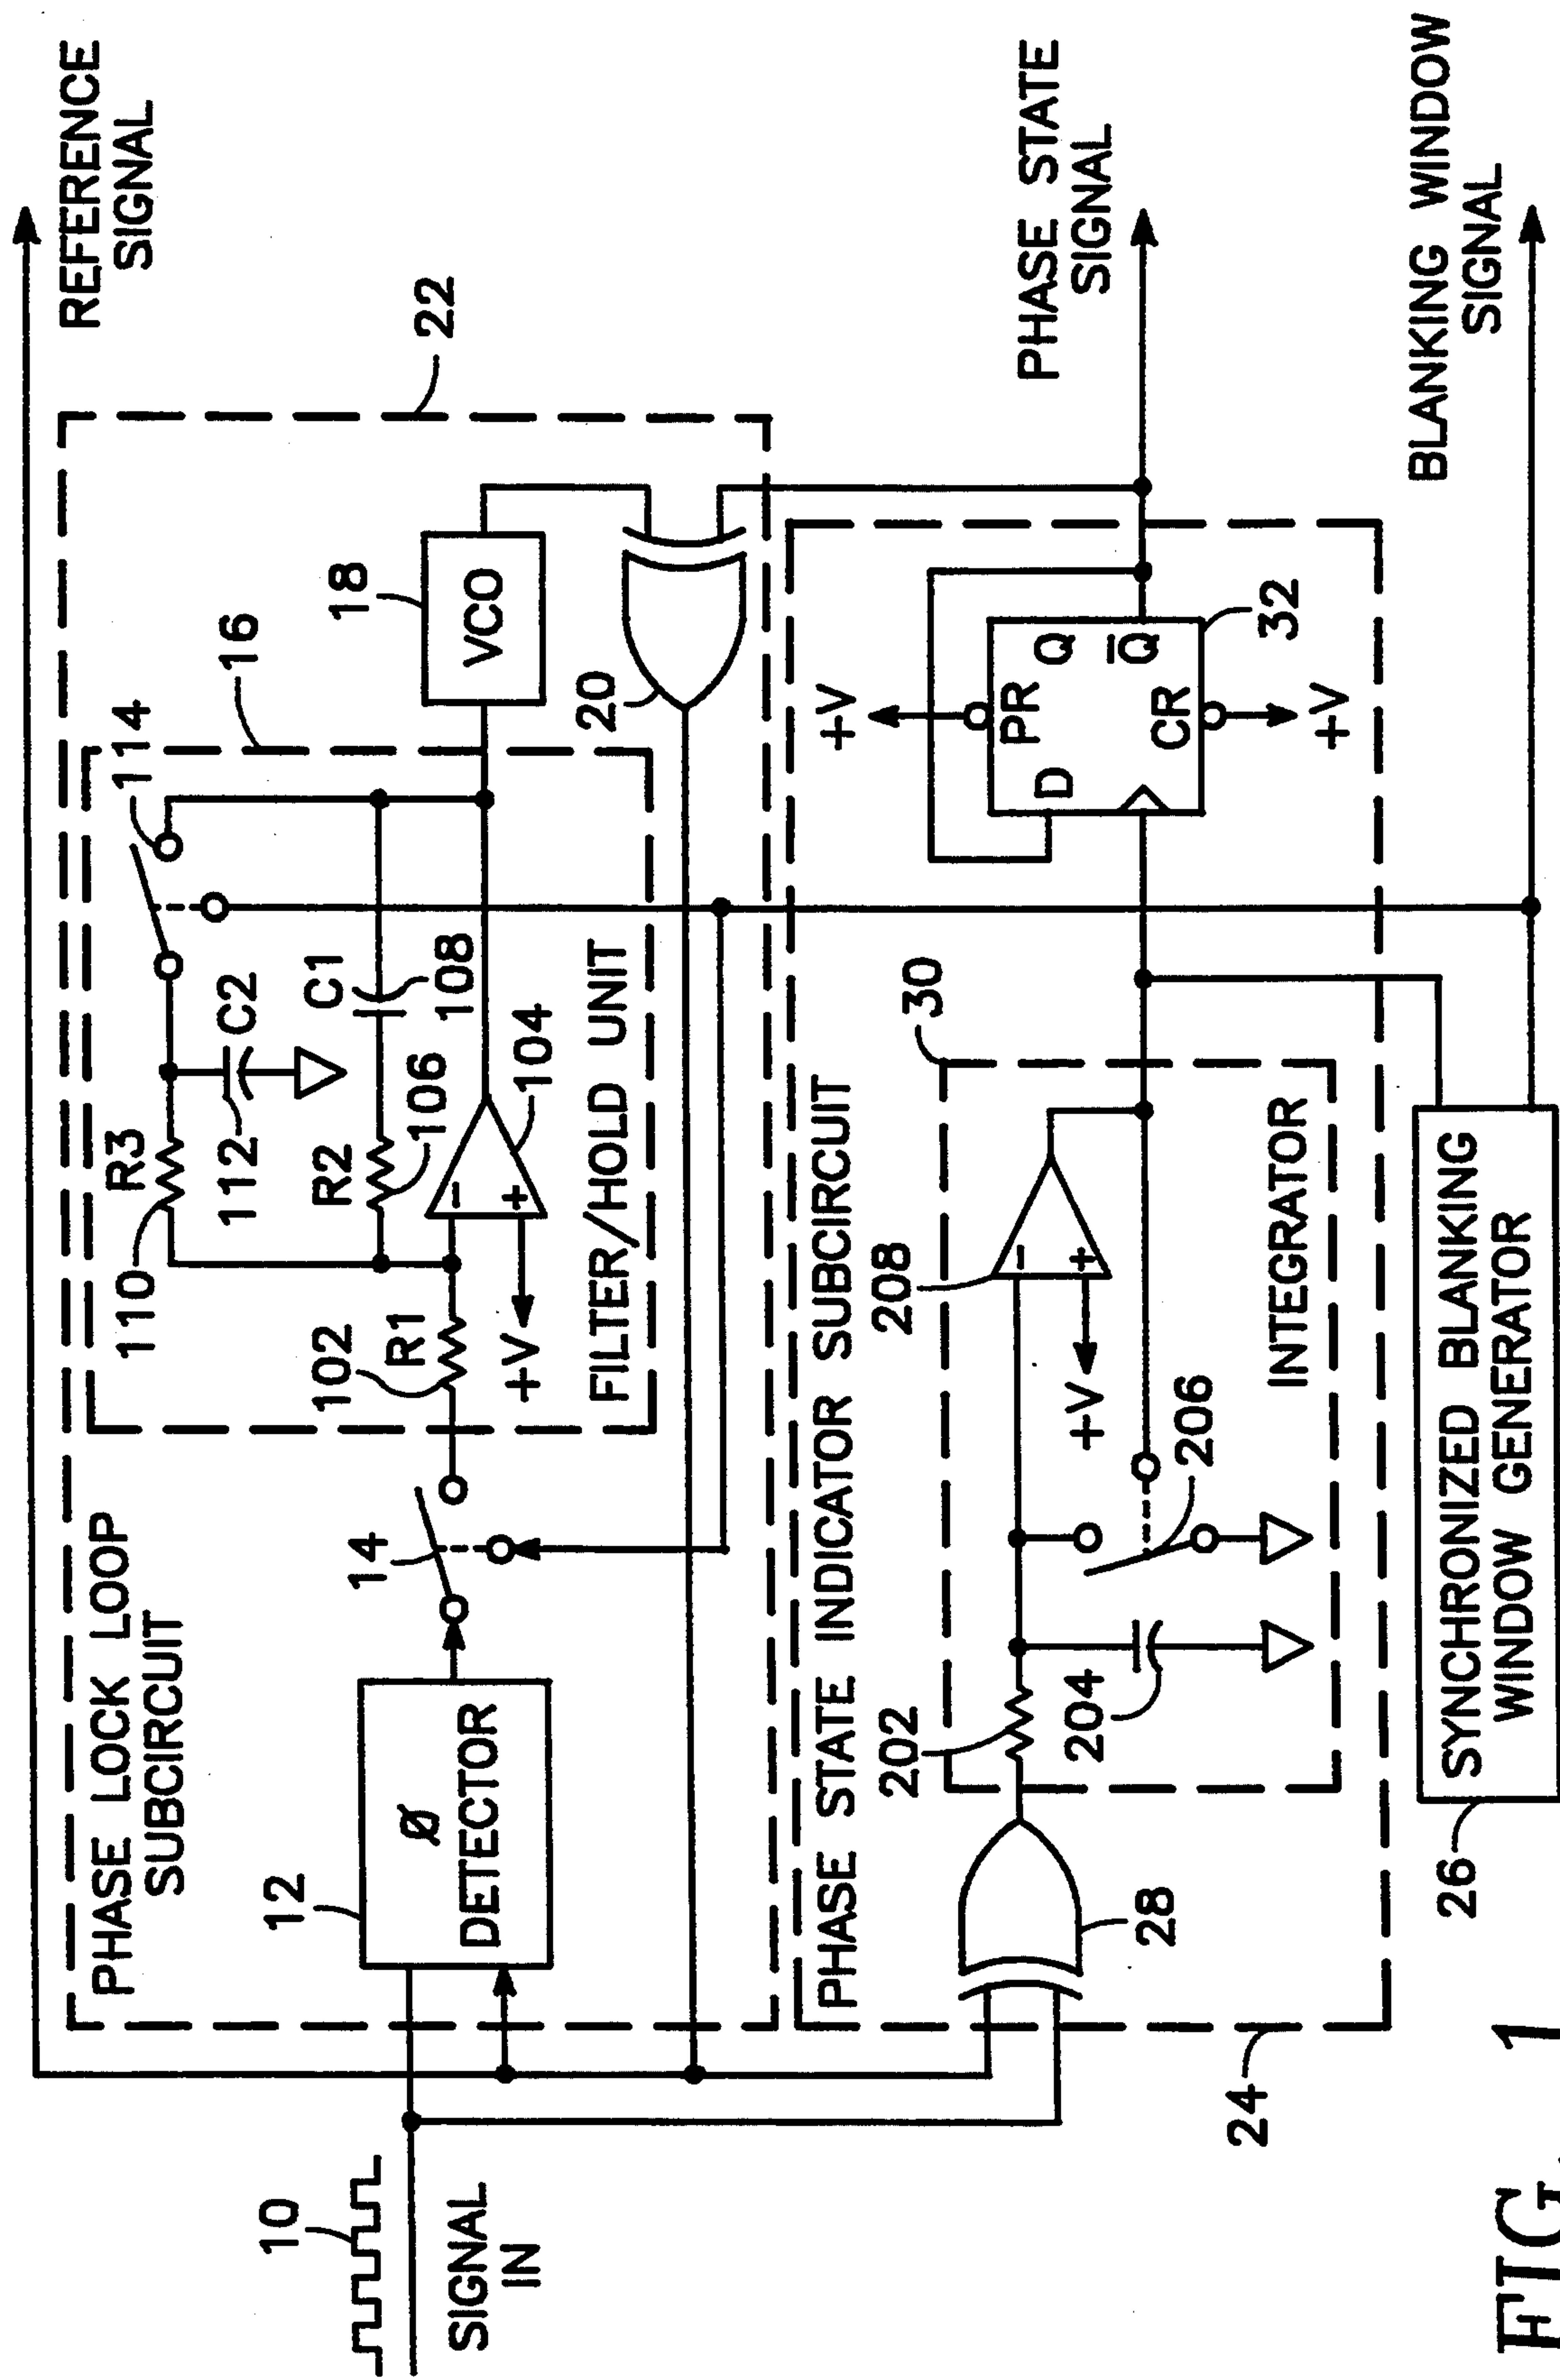 REFERENCE
SIGNAL
PHASE LOCK LOOP
SUBCIRCUIT
22
16
114
110
R3
112
C2
18
VCO
R2
106
C1
108
12
Ø
DETECTOR
14
102
R1
-
+
104
+V
FILTER/HOLD UNIT
20
10
SIGNAL
IN
PHASE STATE INDICATOR SUBCIRCUIT
PHASE STATE
SIGNAL
30
+V
202
204
208
-
+
+V
206
INTEGRATOR
D
PR
Q
Q̅
CR
32
+V
28
24
BLANKING WINDOW
SIGNAL
26
SYNCHRONIZED BLANKING
WINDOW GENERATOR
FIG. 1